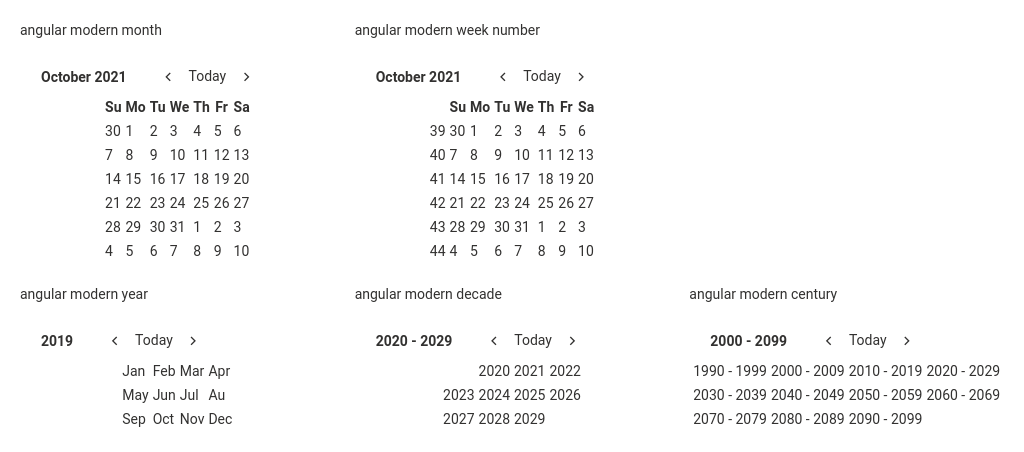 angular modern month
October 2021 Today
Su Mo Tu We Th Fr Sa
30 1 2 3 4 5 6
7 8 9 10 11 12 13
14 15 16 17 18 19 20
21 22 23 24 25 26 27
28 29 30 31 1 2 3
4 5 6 7 8 9 10
angular modern week number
October 2021 Today
Su Mo Tu We Th Fr Sa
39 30 1 2 3 4 5 6
40 7 8 9 10 11 12 13
41 14 15 16 17 18 19 20
42 21 22 23 24 25 26 27
43 28 29 30 31 1 2 3
44 4 5 6 7 8 9 10
angular modern year
2019 Today
Jan Feb Mar Apr
May Jun Jul Au
Sep Oct Nov Dec
angular modern decade
2020 - 2029 Today
2020 2021 2022
2023 2024 2025 2026
2027 2028 2029
angular modern century
2000 - 2099 Today
1990 - 1999 2000 - 2009 2010 - 2019 2020 - 2029
2030 - 2039 2040 - 2049 2050 - 2059 2060 - 2069
2070 - 2079 2080 - 2089 2090 - 2099